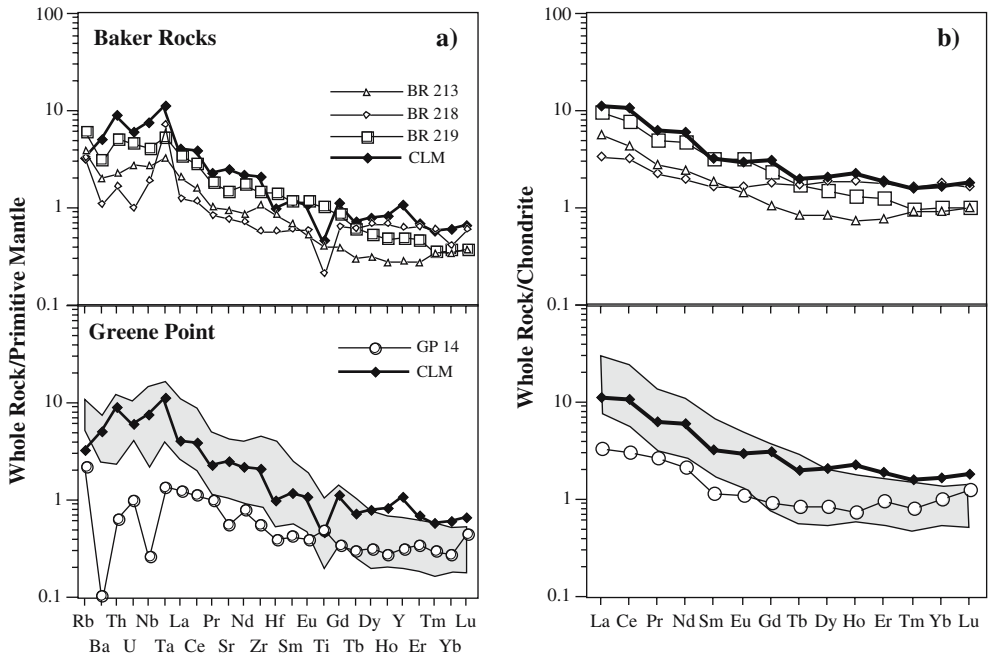 100
Baker Rocks
a)
BR 213
BR 218
BR 219
CLM
10
1
0.1
Greene Point
GP 14
CLM
10
1
0.1
Whole Rock/Primitive Mantle
Rb Th Nb La Pr Nd Hf Eu Gd Dy Y Tm Lu
Ba U Ta Ce Sr Zr Sm Ti Tb Ho Er Yb
100
b)
10
1
0.1
10
1
0.1
Whole Rock/Chondrite
La Ce Pr Nd Sm Eu Gd Tb Dy Ho Er Tm Yb Lu